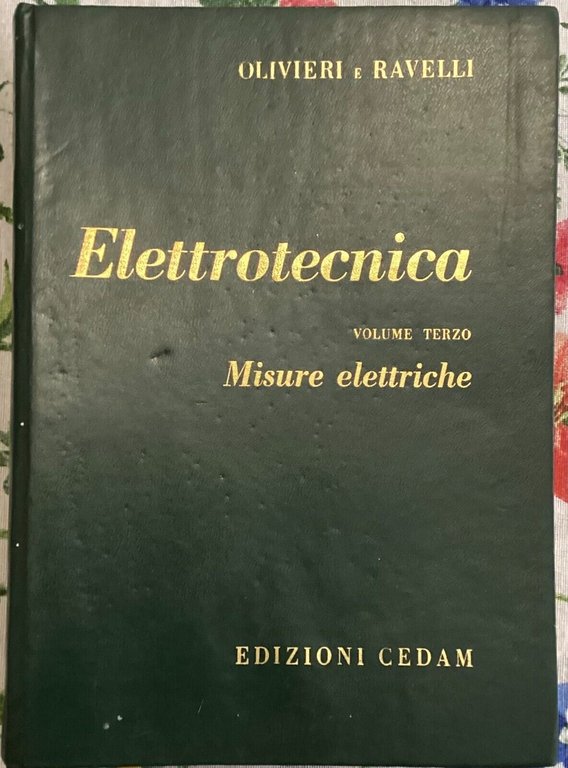 OLIVIERI E RAVELLI
Elettrotecnica
VOLUME TERZO
Misure elettriche
EDIZIONI CEDAM